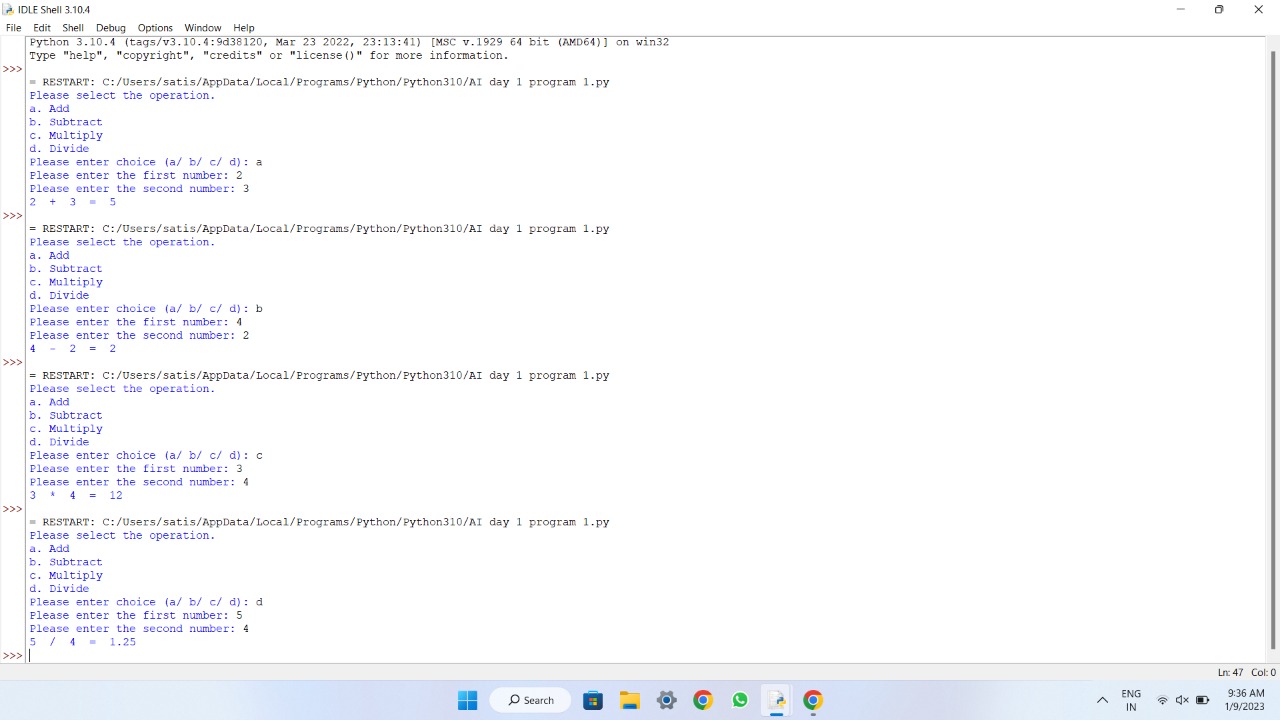 IDLE Shell 3.10.4
File Edit Shell Debug Options Window Help
Python 3.10.4 (tags/v3.10.4:9d38120, Mar 23 2022, 23:13:41) [MSC v.1929 64 bit (AMD64)] on win32
Type "help", "copyright", "credits" or "license()" for more information.
>>>
= RESTART: C:/Users/satis/AppData/Local/Programs/Python/Python310/AI day 1 program 1.py
Please select the operation.
a. Add
b. Subtract
c. Multiply
d. Divide
Please enter choice (a/ b/ c/ d): a
Please enter the first number: 2
Please enter the second number: 3
2  +  3  =  5
>>>
= RESTART: C:/Users/satis/AppData/Local/Programs/Python/Python310/AI day 1 program 1.py
Please select the operation.
a. Add
b. Subtract
c. Multiply
d. Divide
Please enter choice (a/ b/ c/ d): b
Please enter the first number: 4
Please enter the second number: 2
4  -  2  =  2
>>>
= RESTART: C:/Users/satis/AppData/Local/Programs/Python/Python310/AI day 1 program 1.py
Please select the operation.
a. Add
b. Subtract
c. Multiply
d. Divide
Please enter choice (a/ b/ c/ d): c
Please enter the first number: 3
Please enter the second number: 4
3  *  4  =  12
>>>
= RESTART: C:/Users/satis/AppData/Local/Programs/Python/Python310/AI day 1 program 1.py
Please select the operation.
a. Add
b. Subtract
c. Multiply
d. Divide
Please enter choice (a/ b/ c/ d): d
Please enter the first number: 5
Please enter the second number: 4
5  /  4  =  1.25
>>>
Ln: 47 Col: 0
Search
ENG
IN
9:36 AM
1/9/2023